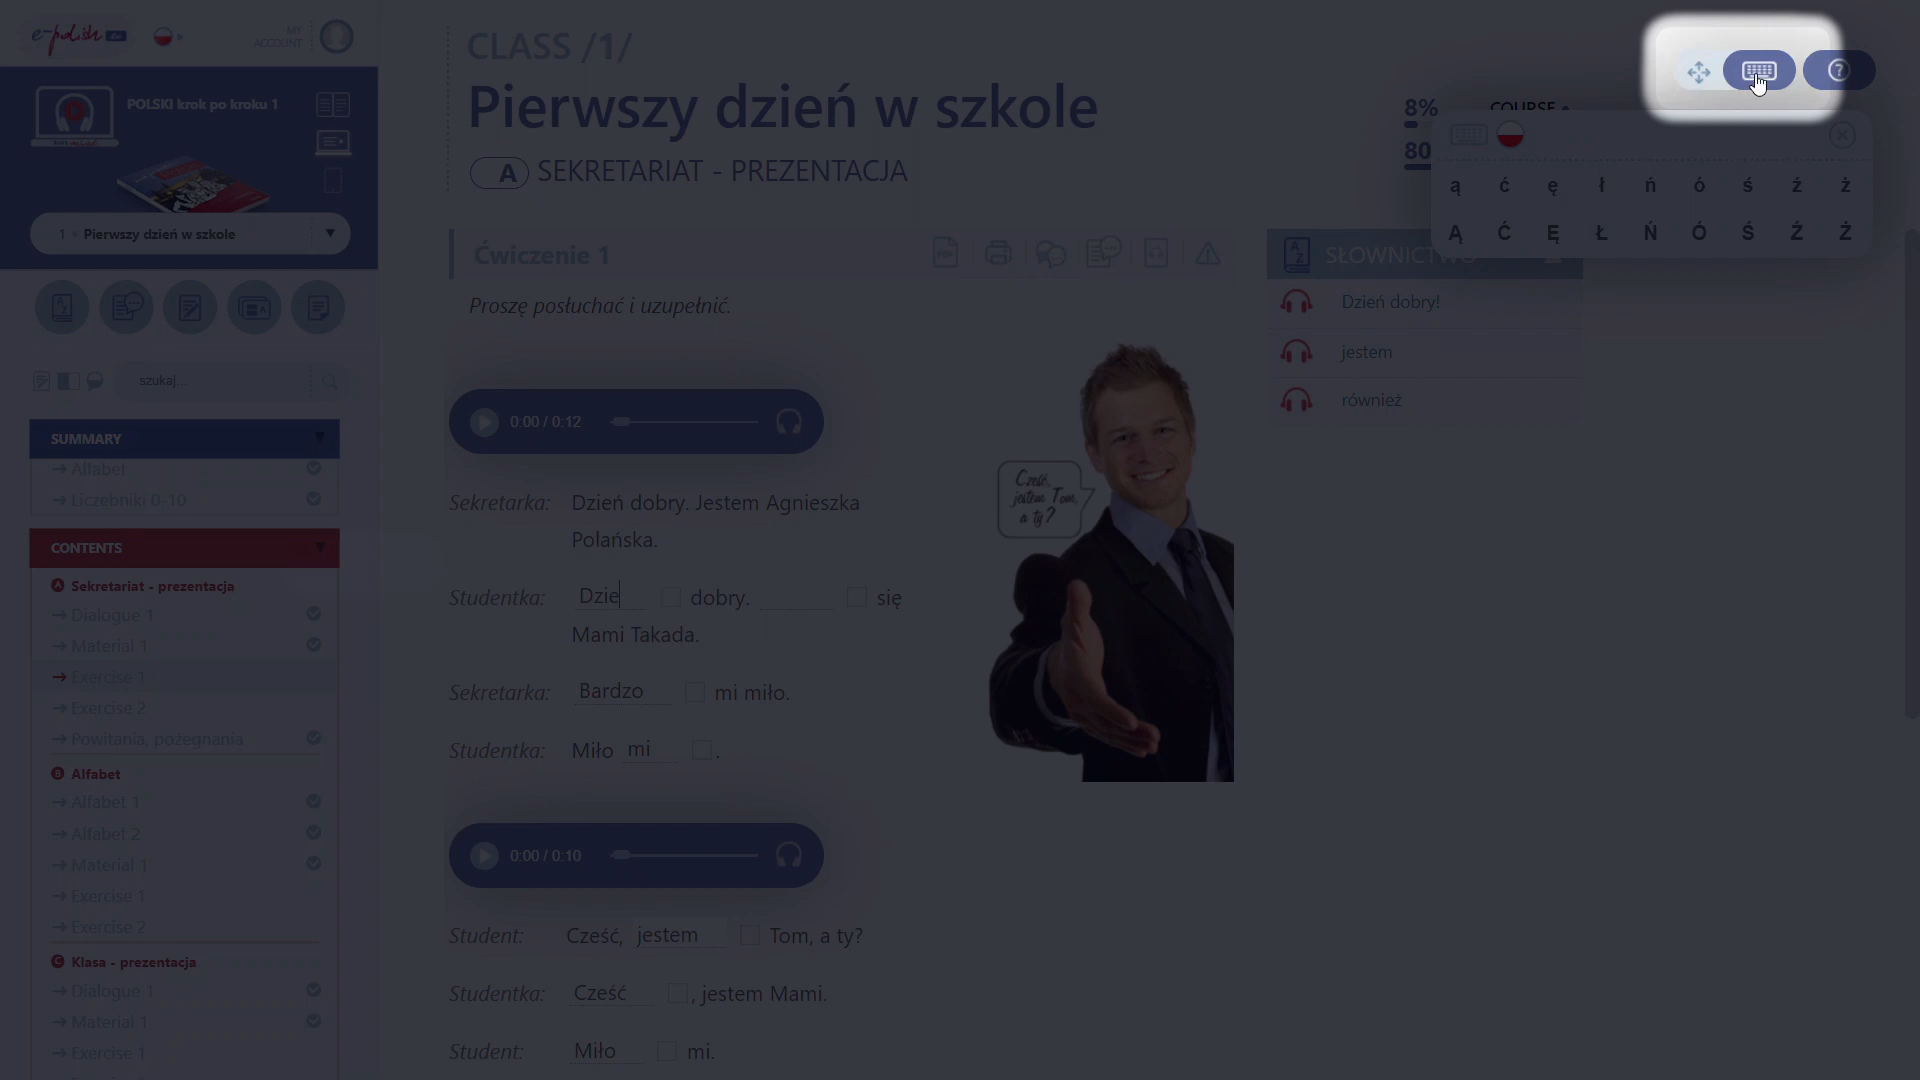 e-polish .eu
MY
ACCOUNT
POLSKI krok po kroku 1
1 » Pierwszy dzień w szkole
szukaj...
SUMMARY
Alfabet
Liczebniki 0-10
CONTENTS
A Sekretariat - prezentacja
Dialogue 1
Material 1
Exercise 1
Exercise 2
Powitania, pożegnania
B Alfabet
Alfabet 1
Alfabet 2
Material 1
Exercise 1
Exercise 2
C Klasa - prezentacja
Dialogue 1
Material 1
Exercise 1
CLASS /1/
Pierwszy dzień w szkole
A SEKRETARIAT - PREZENTACJA
8% COURSE
80
ą ć ę ł ń ó ś ź ż
Ą Ć Ę Ł Ń Ó Ś Ź Ż
Ćwiczenie 1
PDF
Proszę posłuchać i uzupełnić.
0:00 / 0:12
Sekretarka: Dzień dobry. Jestem Agnieszka
Polańska.
Studentka: Dzie dobry. się
Mami Takada.
Sekretarka: Bardzo mi miło.
Studentka: Miło mi .
0:00 / 0:10
Student: Cześć, jestem Tom, a ty?
Studentka: Cześć , jestem Mami.
Student: Miło mi.
Cześć,
jestem Tom,
a ty?
A
Z SŁOWNICTWO
Dzień dobry!
jestem
również